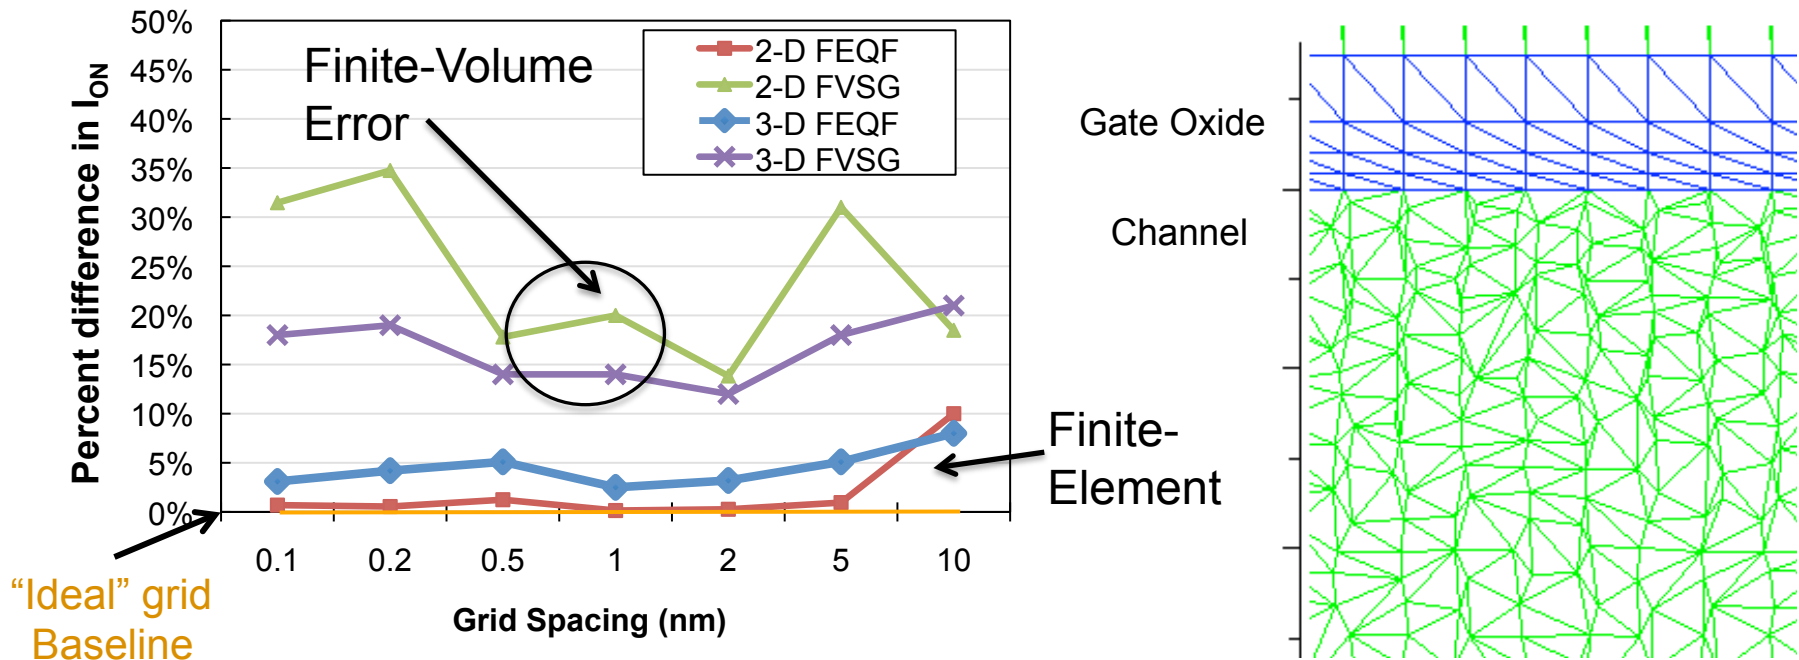 50%
45%
40%
35%
30%
25%
20%
15%
10%
5%
0%
Percent difference in ION
Finite-Volume
Error
2-D FEQF
2-D FVSG
3-D FEQF
3-D FVSG
0.1 0.2 0.5 1 2 5 10
Grid Spacing (nm)
"Ideal" grid
Baseline
Finite-
Element
Gate Oxide
Channel